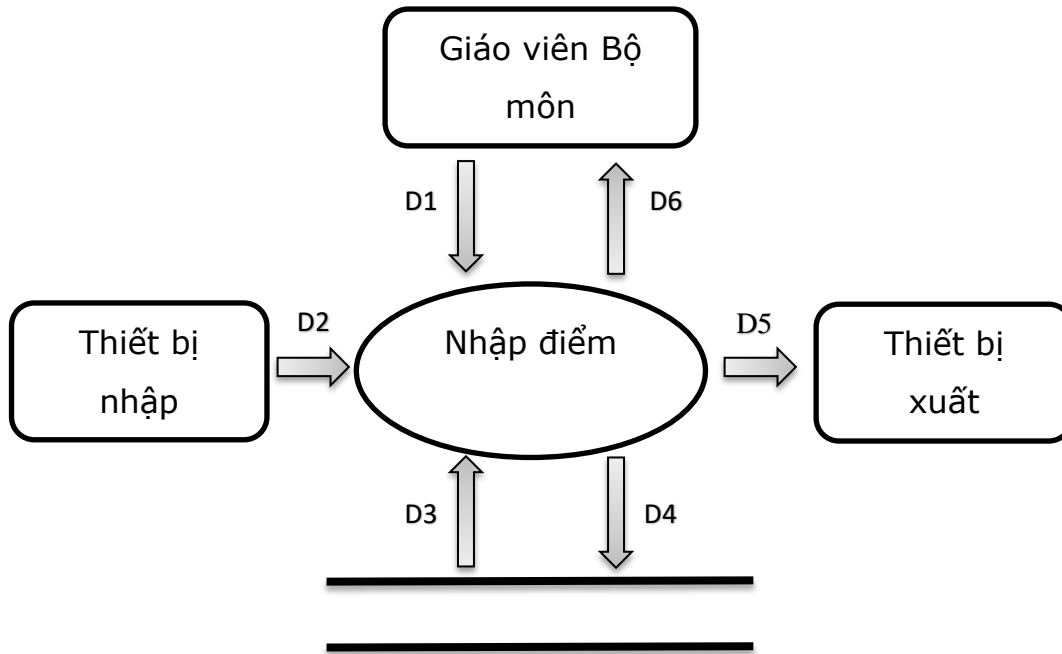 Giáo viên Bộ
môn
D1
D6
Thiết bị
nhập
D2
Nhập điểm
D5
Thiết bị
xuất
D3
D4